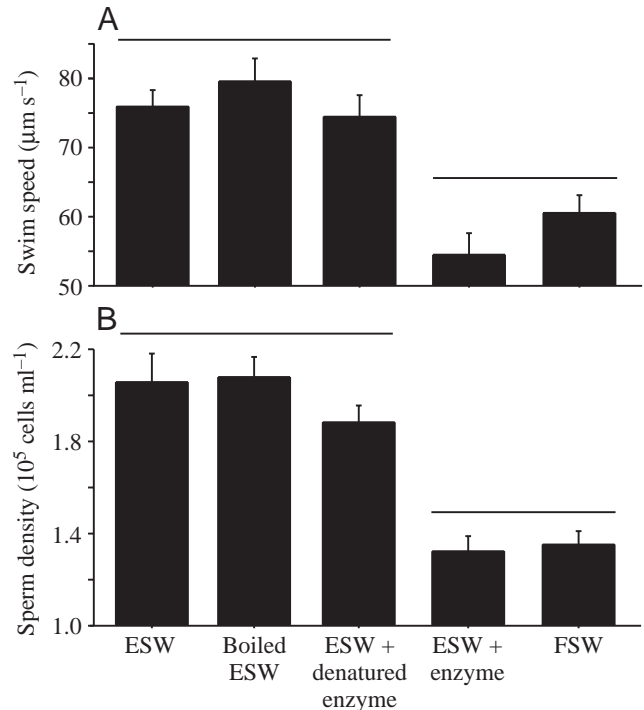 A
Swim speed (μm s⁻¹)
80
70
60
50
B
Sperm density (10⁵ cells ml⁻¹)
2.2
1.8
1.4
1.0
ESW
Boiled
ESW
ESW +
denatured
enzyme
ESW +
enzyme
FSW